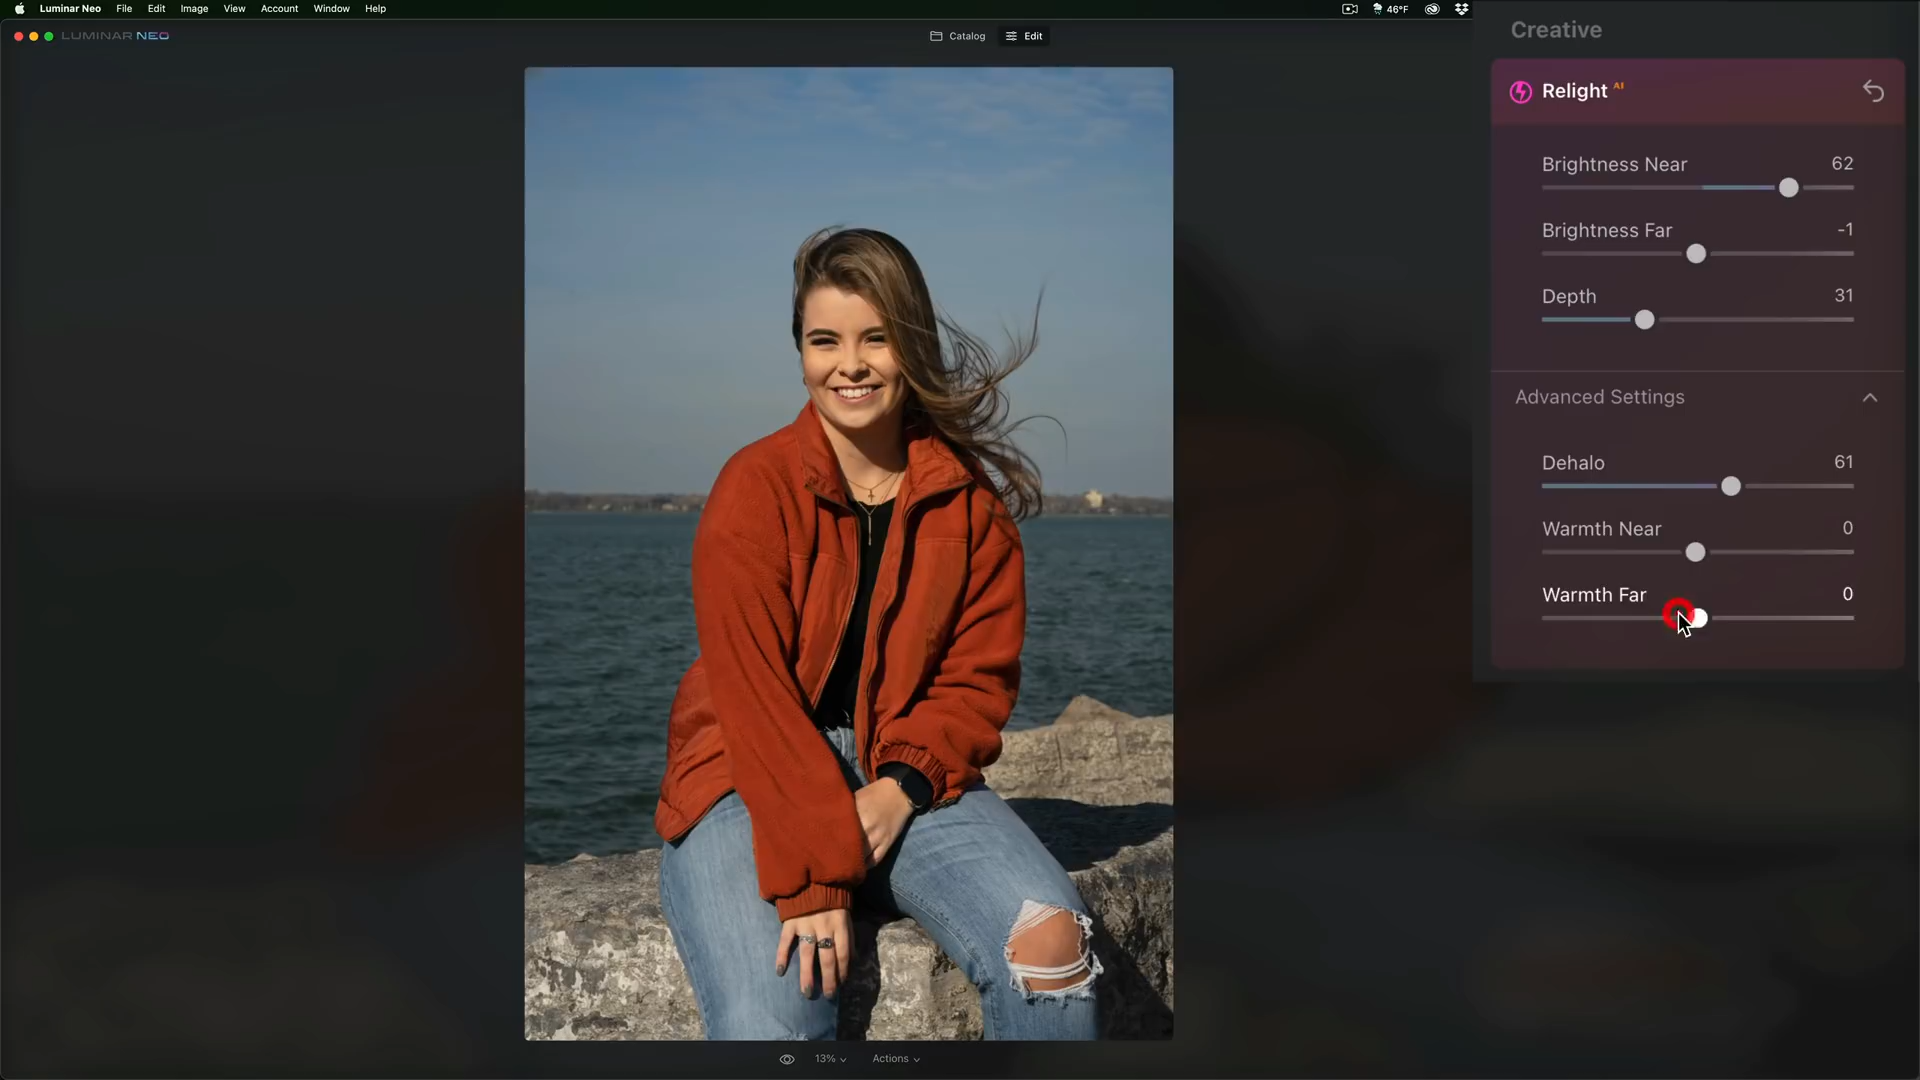 Luminar Neo File Edit Image View Account Window Help 46°F
LUMINAR NEO
Catalog Edit
Creative
Relight AI
Brightness Near 62
Brightness Far -1
Depth 31
Advanced Settings
Dehalo 61
Warmth Near 0
Warmth Far 0
13% Actions